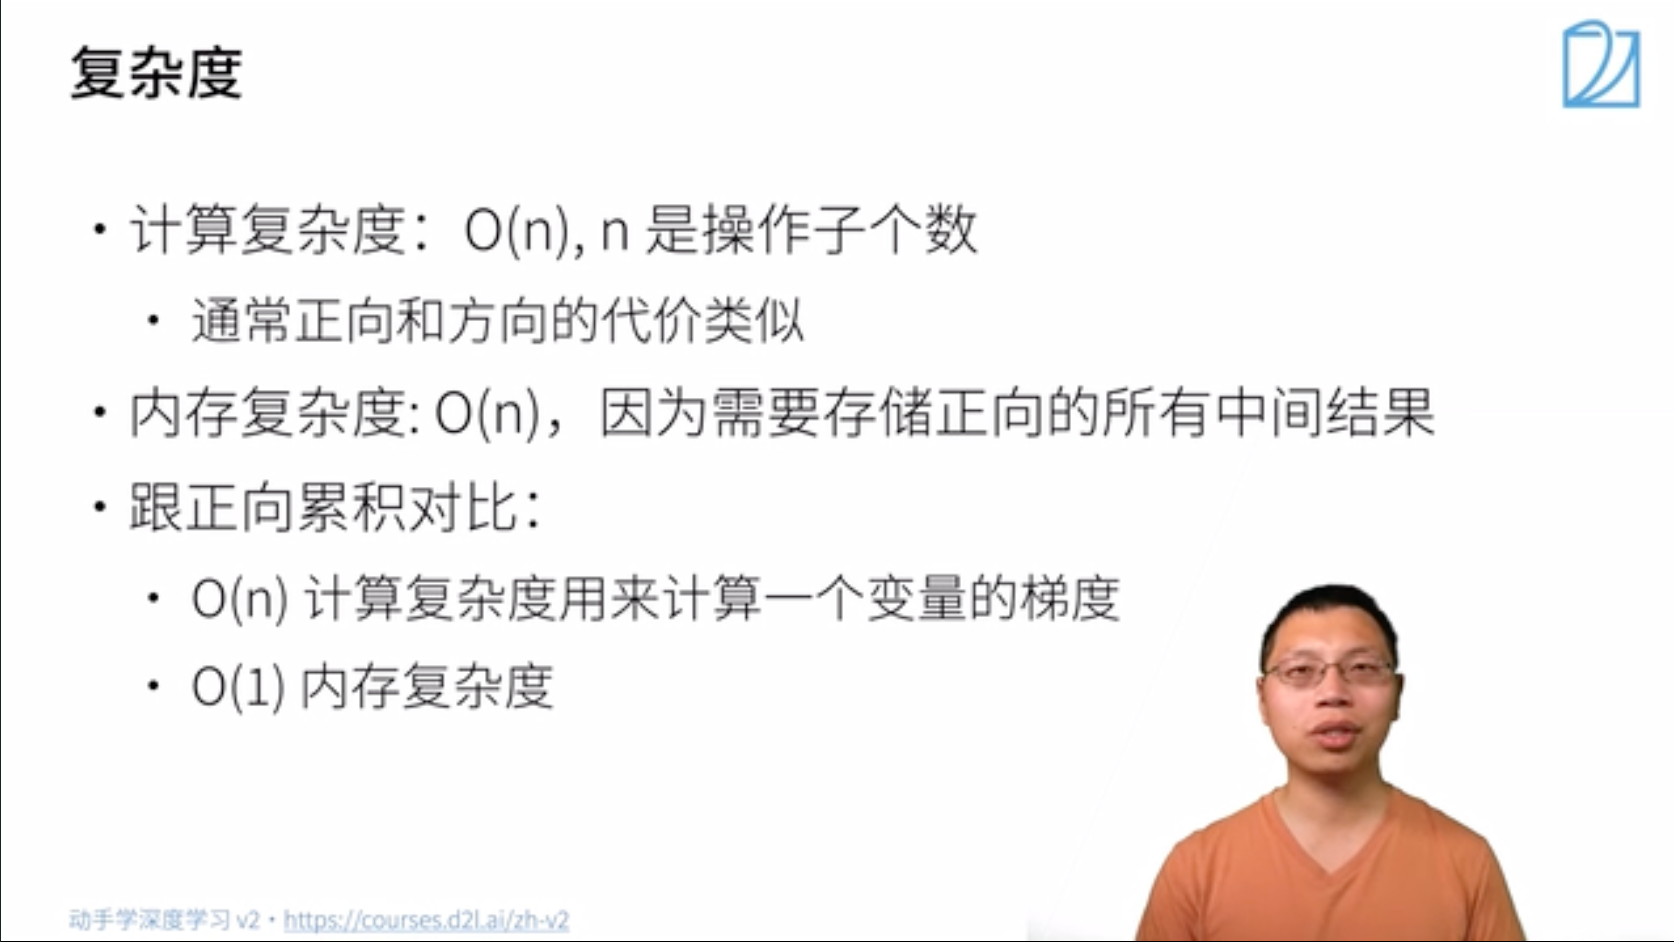 复杂度
• 计算复杂度：O(n), n 是操作子个数
• 通常正向和方向的代价类似
• 内存复杂度: O(n)，因为需要存储正向的所有中间结果
• 跟正向累积对比：
• O(n) 计算复杂度用来计算一个变量的梯度
• O(1) 内存复杂度
动手学深度学习 v2 • https://courses.d2l.ai/zh-v2